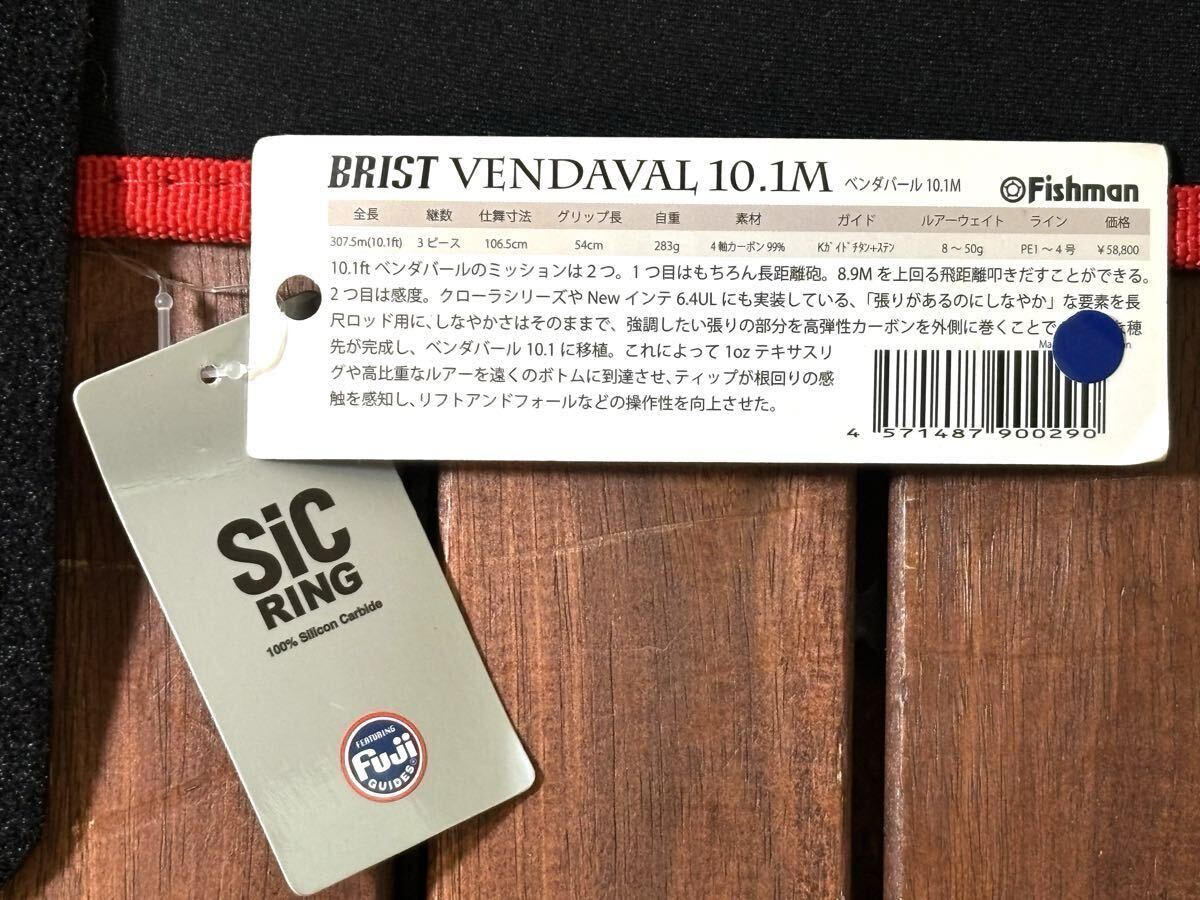 BRIST VENDAVAL 10.1M ベンダバール 10.1M Fishman
全長 継数 仕舞寸法 グリップ長 自重 素材 ガイド ルアーウェイト ライン 価格
307.5m(10.1ft) 3 ピース 106.5cm 54cm 283g 4 軸カーボン 99% Kガイドチタン+ステン 8 ～ 50g PE1 ～ 4 号 ¥58,800
10.1ft ベンダバールのミッションは 2 つ。1 つ目はもちろん長距離砲。8.9M を上回る飛距離叩きだすことができる。
2 つ目は感度。クローラシリーズや New インテ 6.4UL にも実装している、「張りがあるのにしなやか」な要素を長
尺ロッド用に、しなやかさはそのままで、強調したい張りの部分を高弾性カーボンを外側に巻くことで 穂
先が完成し、ベンダバール 10.1 に移植。これによって 1oz テキサスリ
グや高比重なルアーを遠くのボトムに到達させ、ティップが根回りの感
触を感知し、リフトアンドフォールなどの操作性を向上させた。
4 571487 900290
SiC
RING
100% Silicon Carbide
FEATURING
Fuji
GUIDES